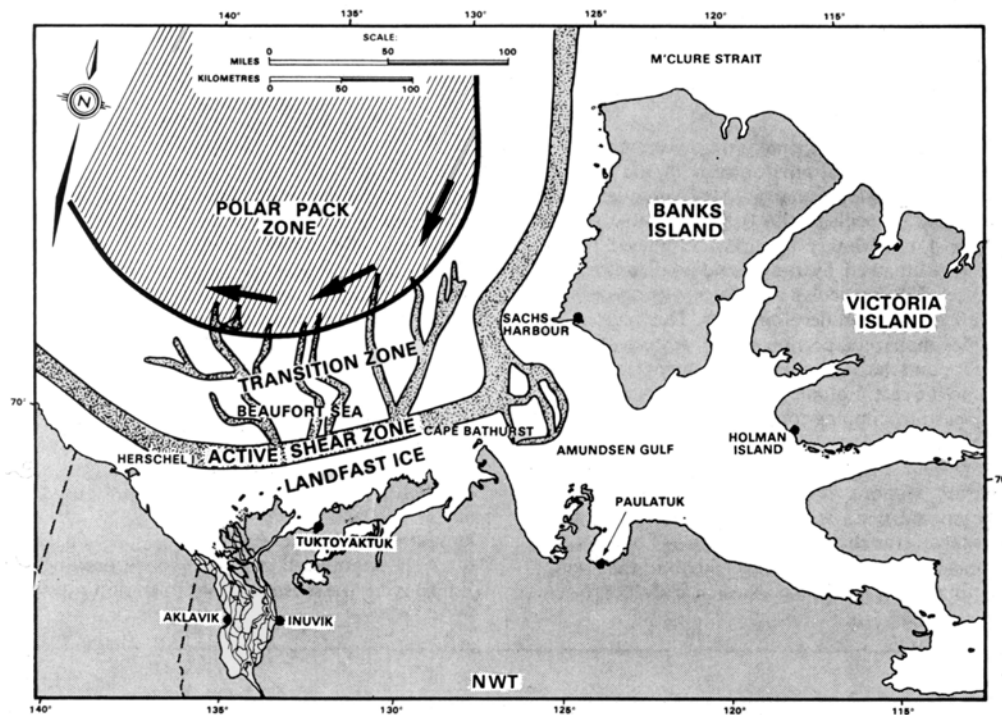 140° 135° 130° 125° 120° 115°
SCALE:
MILES 0 50 100
KILOMETRES 0 50 100
N
M'CLURE STRAIT
POLAR PACK
ZONE
BANKS
ISLAND
VICTORIA
ISLAND
SACHS
HARBOUR
TRANSITION ZONE
BEAUFORT SEA
70°
CAPE BATHURST
ACTIVE SHEAR ZONE
HERSCHEL I
LANDFAST ICE
AMUNDSEN GULF
HOLMAN
ISLAND
70
PAULATUK
TUKTOYAKTUK
AKLAVIK
INUVIK
NWT
140° 135° 130° 125° 120° 115°